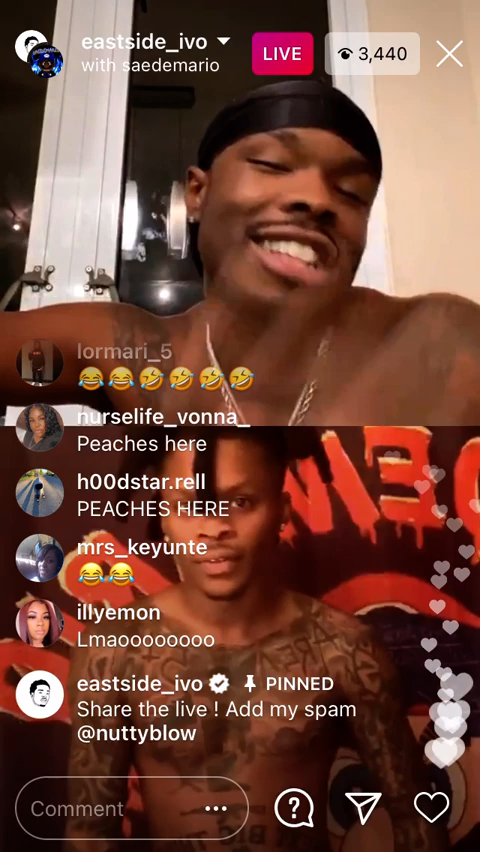 eastside_ivo
with saedemario
LIVE
3,440
lormari_5
😂😂🤣🤣🤣🤣
nurselife_vonna_
Peaches here
h00dstar.rell
PEACHES HERE
mrs_keyunte
😂😂
illyemon
Lmaoooooooo
eastside_ivo PINNED
Share the live ! Add my spam
@nuttyblow
Comment